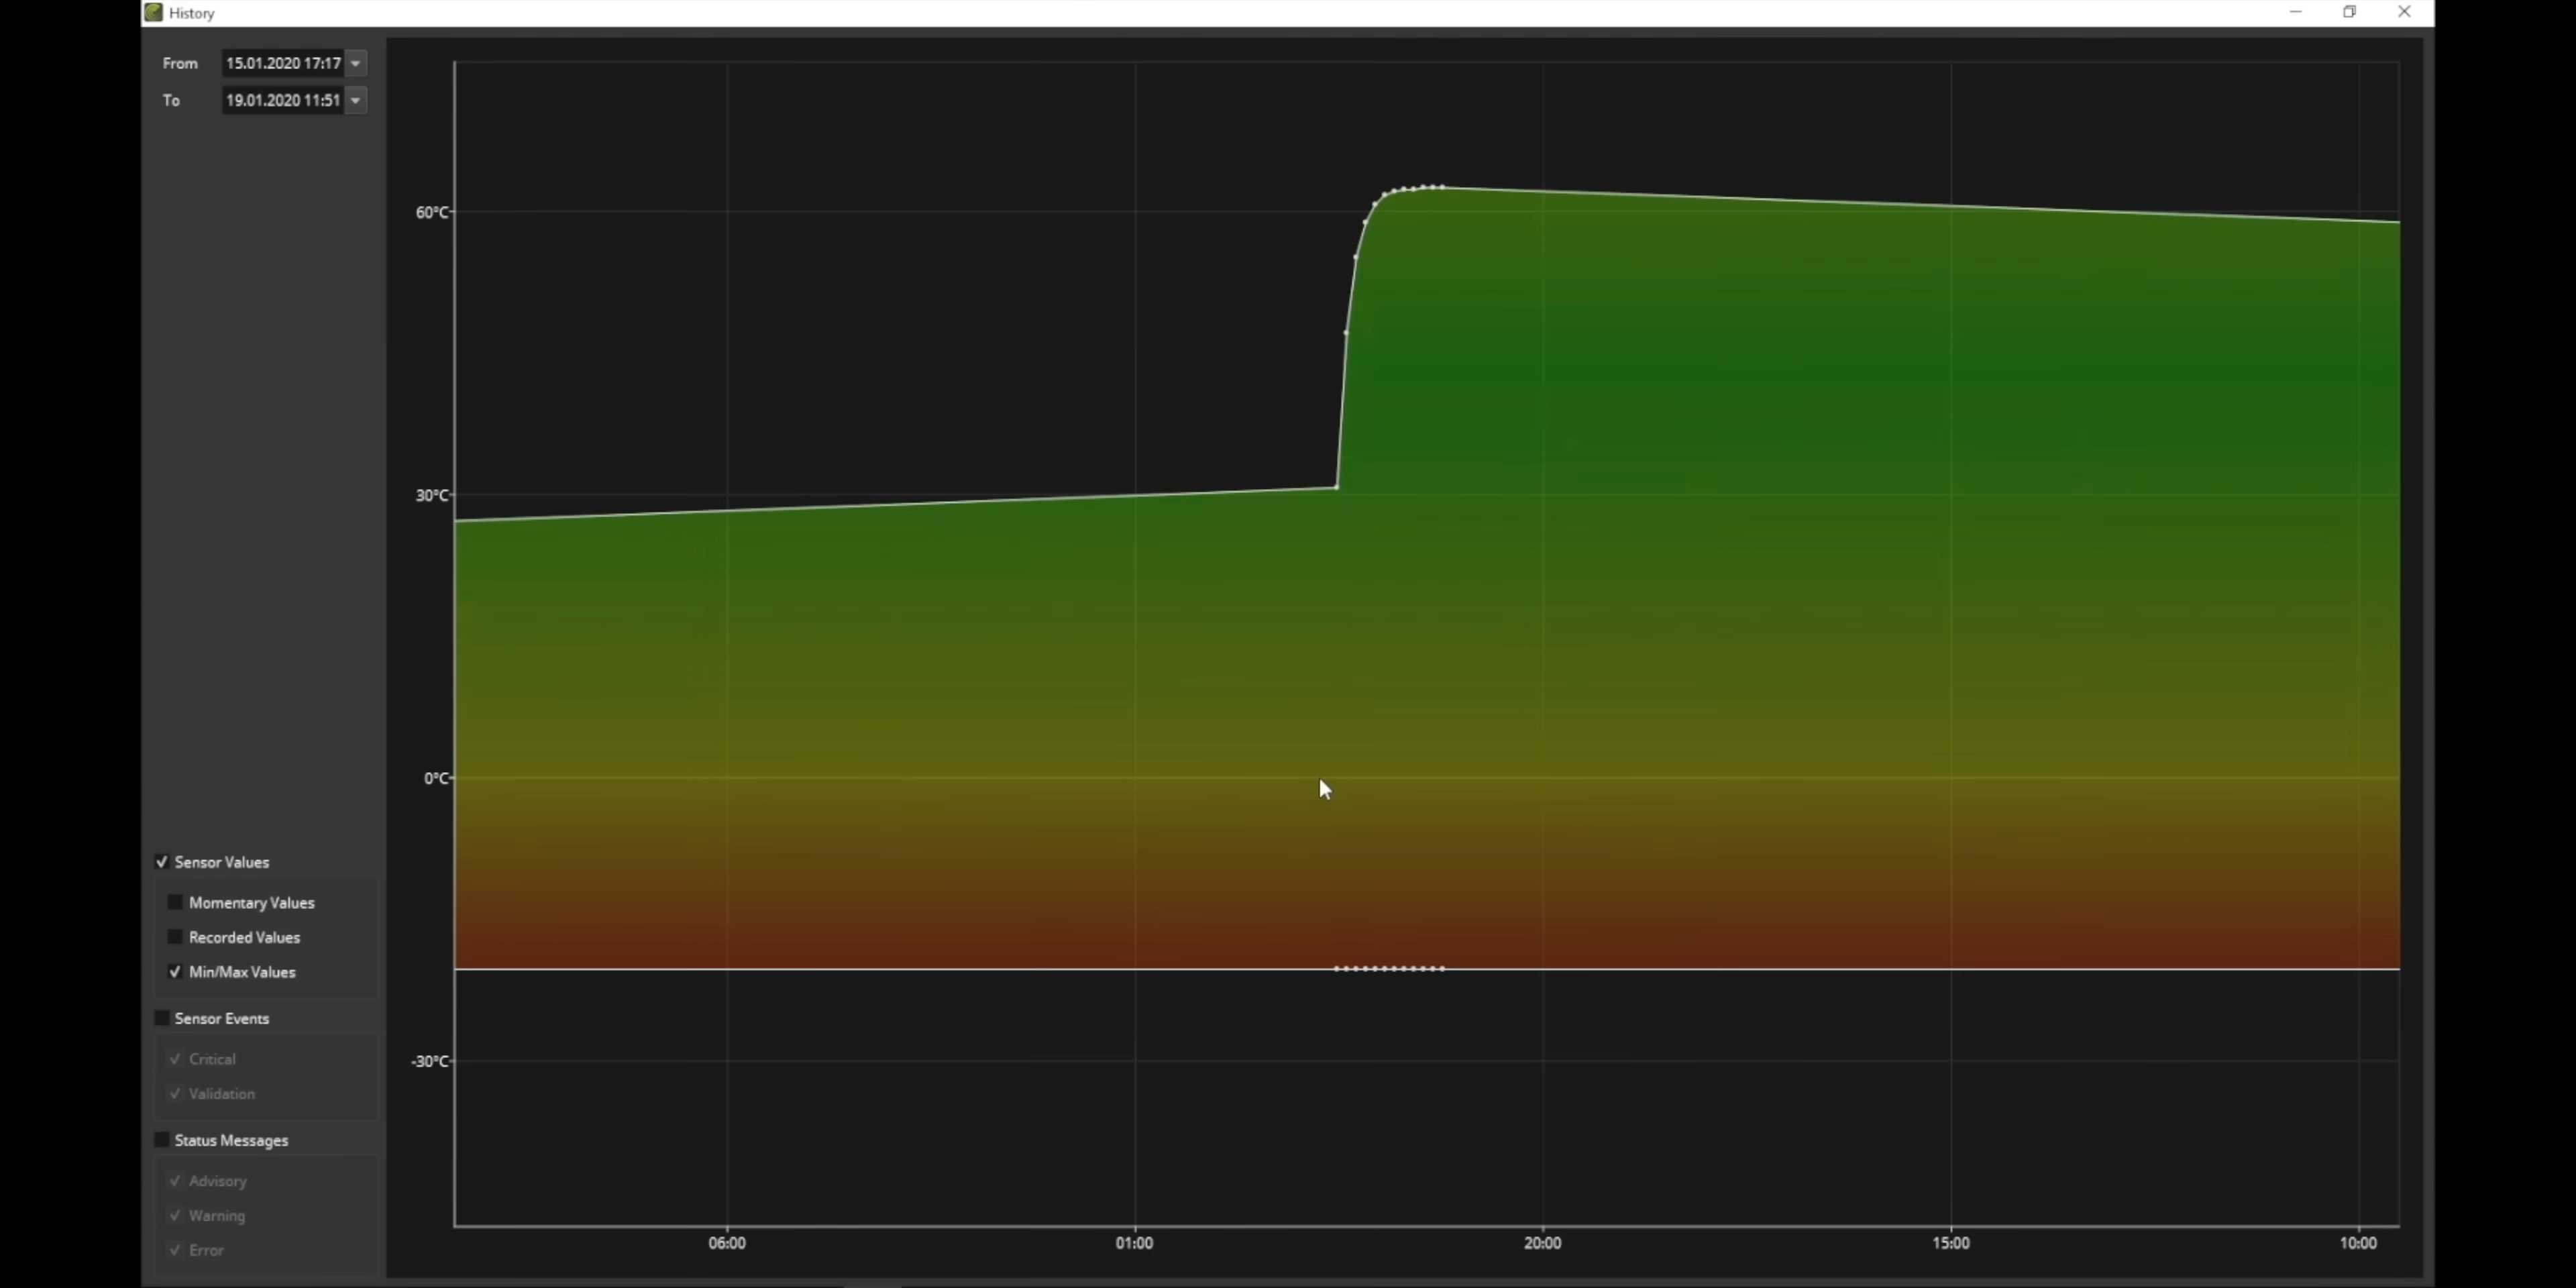 History
From 15.01.2020 17:17
To 19.01.2020 11:51
60°C
30°C
0°C
-30°C
Sensor Values
Momentary Values
Recorded Values
Min/Max Values
Sensor Events
Critical
Validation
Status Messages
Advisory
Warning
Error
06:00 01:00 20:00 15:00 10:00